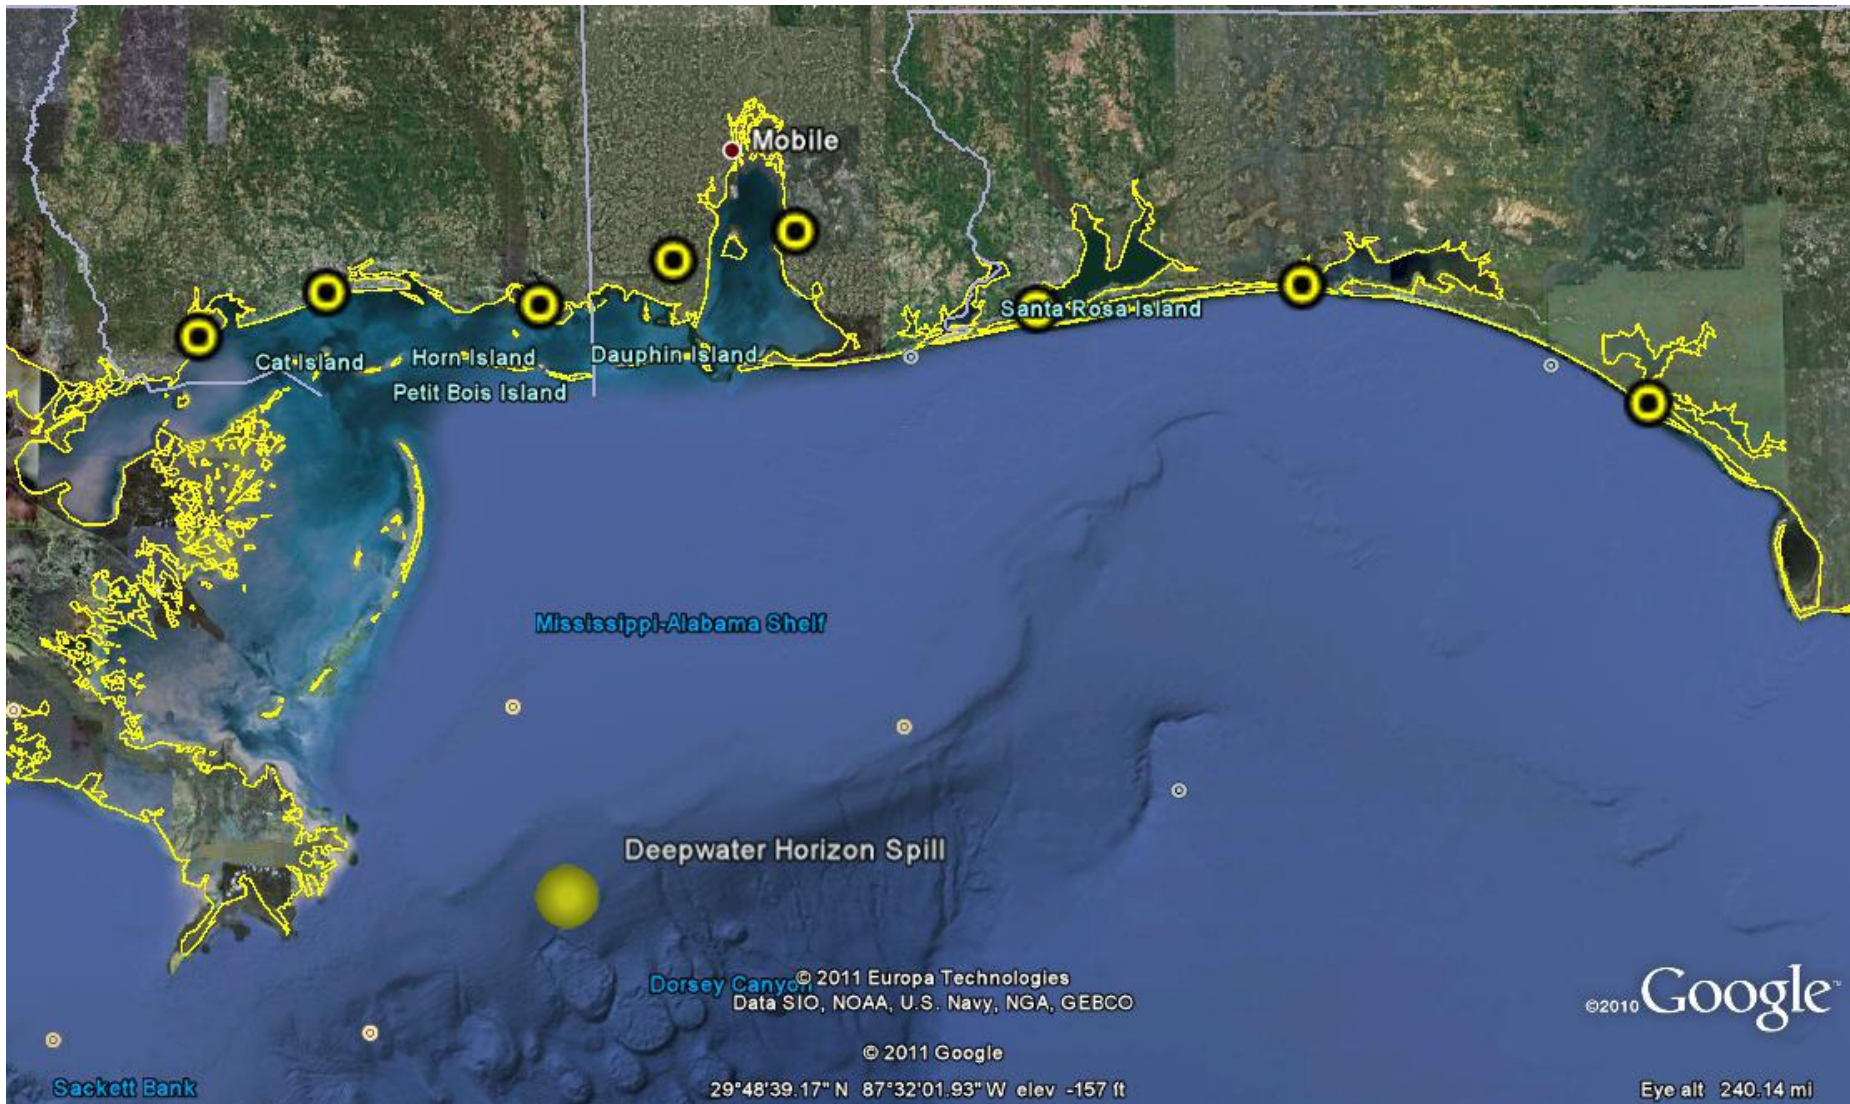 Mobile
Santa Rosa Island
Cat Island
Horn Island
Dauphin Island
Petit Bois Island
Mississippi-Alabama Shelf
Deepwater Horizon Spill
Dorsey Canyon
© 2011 Europa Technologies
Data SIO, NOAA, U.S. Navy, NGA, GEBCO
©2010 Google™
© 2011 Google
Sackett Bank
29°48'39.17" N 87°32'01.93" W elev -157 ft
Eye alt 240.14 mi